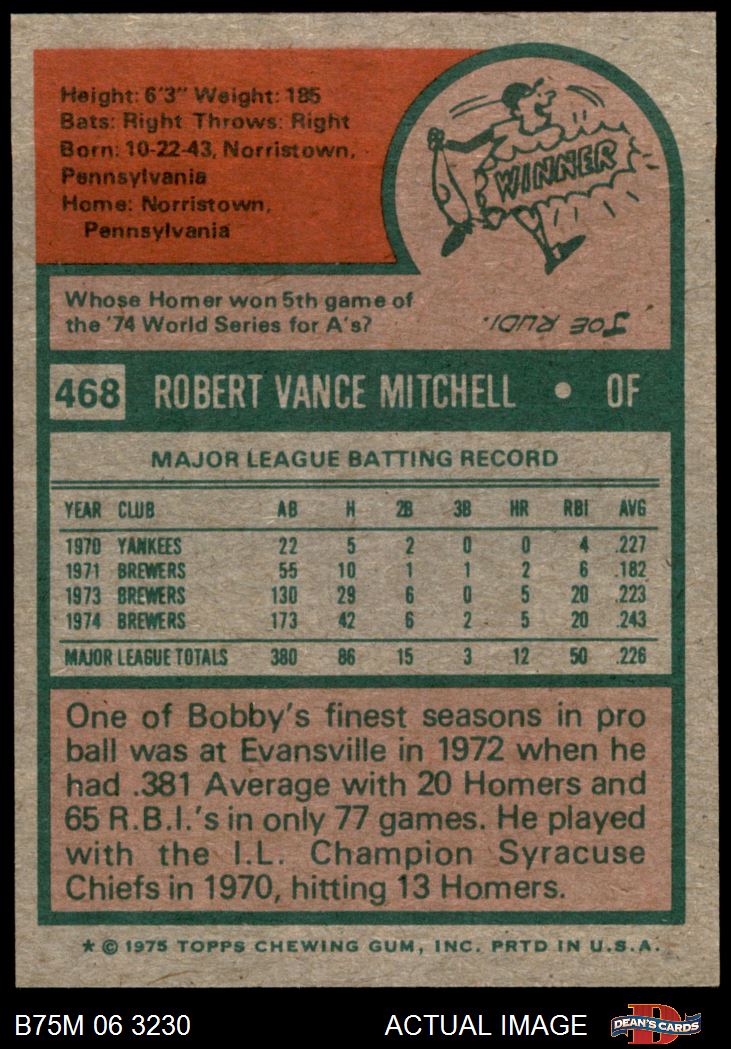 Height: 6'3" Weight: 185
Bats: Right Throws: Right
Born: 10-22-43, Norristown,
Pennsylvania
Home: Norristown,
Pennsylvania
WINNER
Whose Homer won 5th game of
the '74 World Series for A's?
JOE RUDI.
468 ROBERT VANCE MITCHELL • OF
MAJOR LEAGUE BATTING RECORD
YEAR CLUB AB H 2B 3B HR RBI AVG
1970 YANKEES 22 5 2 0 0 4 .227
1971 BREWERS 55 10 1 1 2 6 .182
1973 BREWERS 130 29 6 0 5 20 .223
1974 BREWERS 173 42 6 2 5 20 .243
MAJOR LEAGUE TOTALS 380 86 15 3 12 50 .226
One of Bobby's finest seasons in pro
ball was at Evansville in 1972 when he
had .381 Average with 20 Homers and
65 R.B.I.'s in only 77 games. He played
with the I.L. Champion Syracuse
Chiefs in 1970, hitting 13 Homers.
* © 1975 TOPPS CHEWING GUM, INC. PRTD IN U.S.A.
B75M 06 3230 ACTUAL IMAGE DEAN'S CARDS